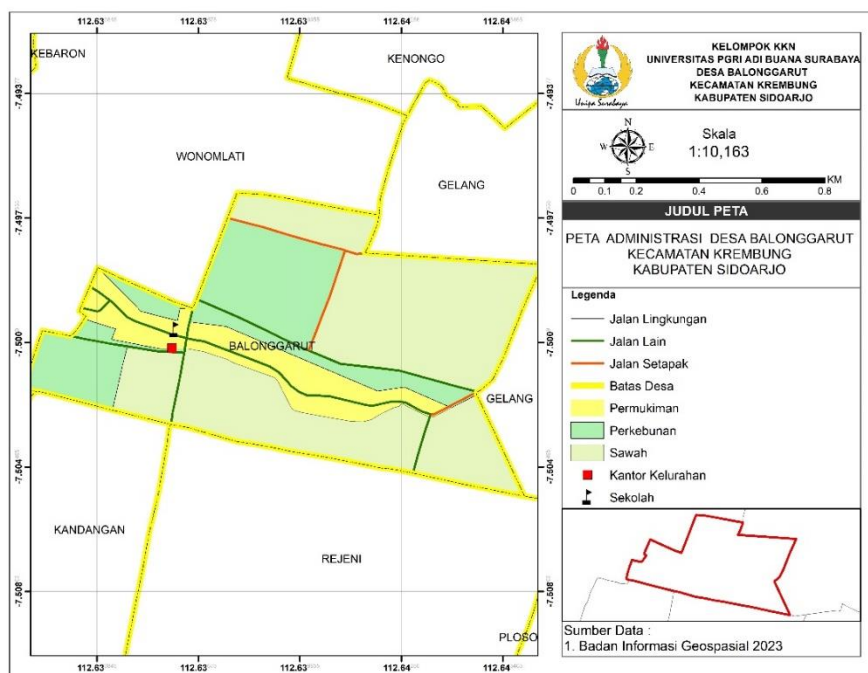 112.63
112.63
112.63
112.64
112.64
KEBARON
KENONGO
WONOMLATI
GELANG
BALONGGARUT
GELANG
KANDANGAN
REJENI
PLOSO
-7.493
-7.497
-7.500
-7.504
-7.508
-7.493
-7.497
-7.500
-7.504
-7.508
112.63
112.63
112.63
112.64
112.64
Unipa Surabaya
KELOMPOK KKN
UNIVERSITAS PGRI ADI BUANA SURABAYA
DESA BALONGGARUT
KECAMATAN KREMBUNG
KABUPATEN SIDOARJO
N
W E
S
Skala
1:10,163
KM
0 0.1 0.2 0.4 0.6 0.8
JUDUL PETA
PETA ADMINISTRASI DESA BALONGGARUT
KECAMATAN KREMBUNG
KABUPATEN SIDOARJO
Legenda
Jalan Lingkungan
Jalan Lain
Jalan Setapak
Batas Desa
Permukiman
Perkebunan
Sawah
Kantor Kelurahan
Sekolah
Sumber Data :
1. Badan Informasi Geospasial 2023